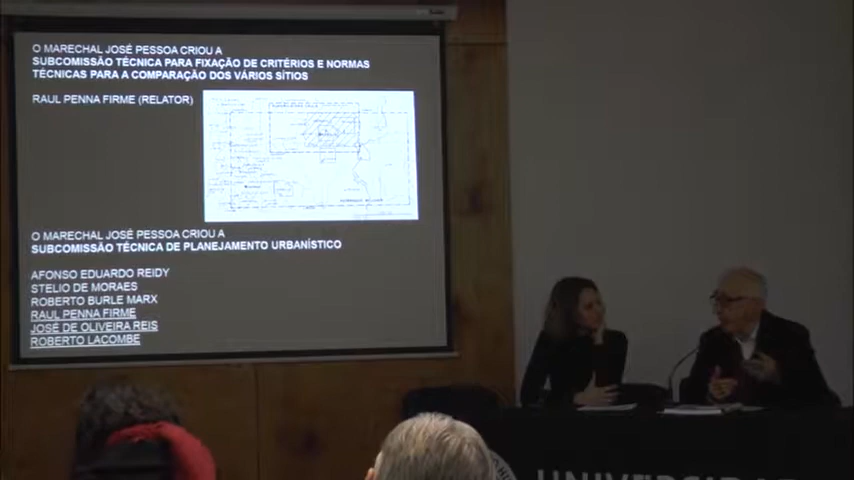 O MARECHAL JOSÉ PESSOA CRIOU A
SUBCOMISSÃO TÉCNICA PARA FIXAÇÃO DE CRITÉRIOS E NORMAS
TÉCNICAS PARA A COMPARAÇÃO DOS VÁRIOS SÍTIOS
RAUL PENNA FIRME (RELATOR)
O MARECHAL JOSÉ PESSOA CRIOU A
SUBCOMISSÃO TÉCNICA DE PLANEJAMENTO URBANÍSTICO
AFONSO EDUARDO REIDY
STELIO DE MORAES
ROBERTO BURLE MARX
RAUL PENNA FIRME
JOSÉ DE OLIVEIRA REIS
ROBERTO LACOMBE
UNIVERSIDAD